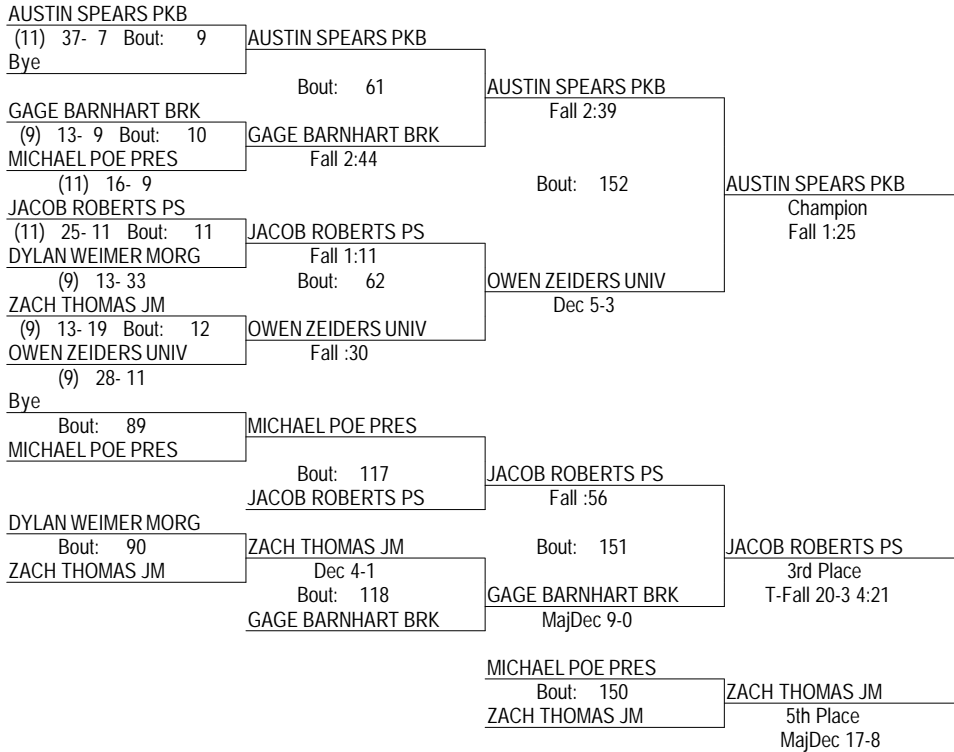 AUSTIN SPEARS PKB
(11) 37- 7 Bout: 9
Bye
AUSTIN SPEARS PKB
Bout: 61
GAGE BARNHART BRK
(9) 13- 9 Bout: 10
MICHAEL POE PRES
(11) 16- 9
GAGE BARNHART BRK
Fall 2:44
AUSTIN SPEARS PKB
Fall 2:39
Bout: 152
JACOB ROBERTS PS
(11) 25- 11 Bout: 11
DYLAN WEIMER MORG
(9) 13- 33
JACOB ROBERTS PS
Fall 1:11
Bout: 62
ZACH THOMAS JM
(9) 13- 19 Bout: 12
OWEN ZEIDERS UNIV
(9) 28- 11
OWEN ZEIDERS UNIV
Fall :30
OWEN ZEIDERS UNIV
Dec 5-3
AUSTIN SPEARS PKB
Champion
Fall 1:25
Bye
Bout: 89
MICHAEL POE PRES
MICHAEL POE PRES
Bout: 117
JACOB ROBERTS PS
JACOB ROBERTS PS
Fall :56
Bout: 151
DYLAN WEIMER MORG
Bout: 90
ZACH THOMAS JM
ZACH THOMAS JM
Dec 4-1
Bout: 118
GAGE BARNHART BRK
GAGE BARNHART BRK
MajDec 9-0
JACOB ROBERTS PS
3rd Place
T-Fall 20-3 4:21
MICHAEL POE PRES
Bout: 150
ZACH THOMAS JM
ZACH THOMAS JM
5th Place
MajDec 17-8